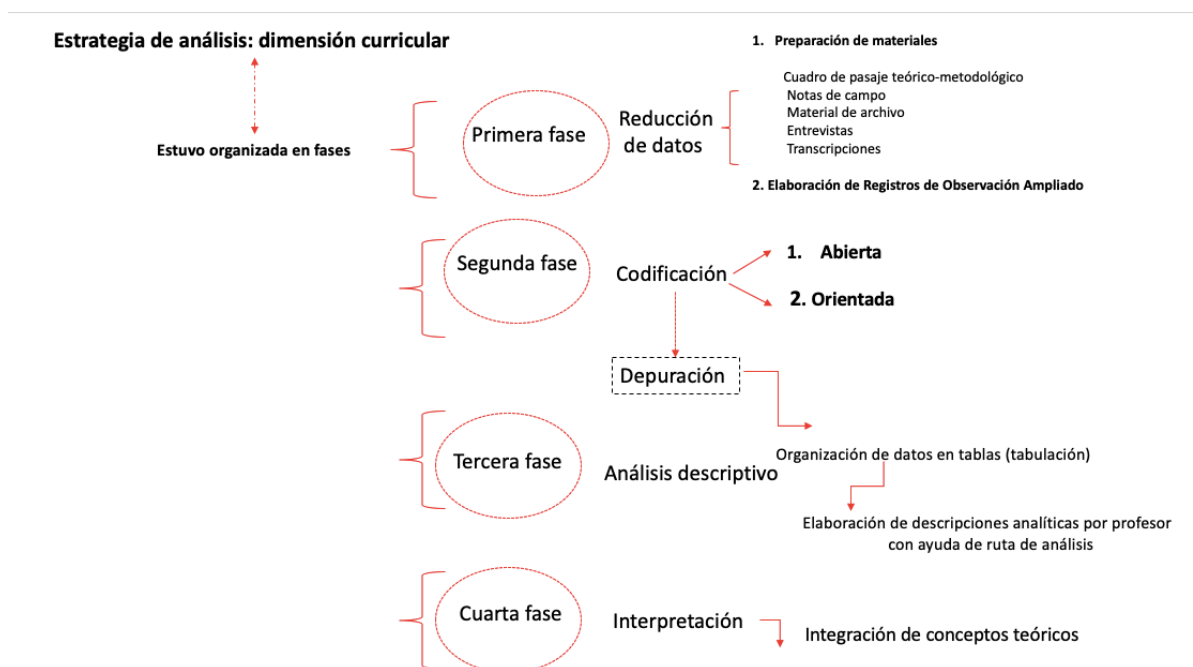 Estrategia de análisis: dimensión curricular
Estuvo organizada en fases
Primera fase
Reducción
de datos
1. Preparación de materiales
Cuadro de pasaje teórico-metodológico
Notas de campo
Material de archivo
Entrevistas
Transcripciones
2. Elaboración de Registros de Observación Ampliado
Segunda fase
Codificación
1. Abierta
2. Orientada
Depuración
Tercera fase
Análisis descriptivo
Organización de datos en tablas (tabulación)
Elaboración de descripciones analíticas por profesor
con ayuda de ruta de análisis
Cuarta fase
Interpretación
Integración de conceptos teóricos